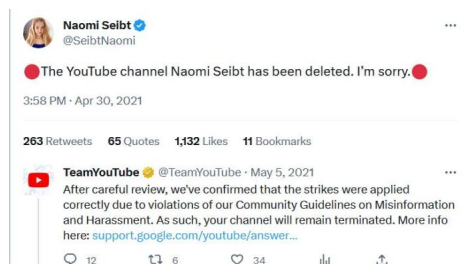 Naomi Seibt
@SeibtNaomi
The YouTube channel Naomi Seibt has been deleted. I'm sorry.
3:58 PM · Apr 30, 2021
263 Retweets 65 Quotes 1,132 Likes 11 Bookmarks
TeamYouTube @TeamYouTube · May 5, 2021
After careful review, we've confirmed that the strikes were applied
correctly due to violations of our Community Guidelines on Misinformation
and Harassment. As such, your channel will remain terminated. More info
here: support.google.com/youtube/answer...
12 6 34